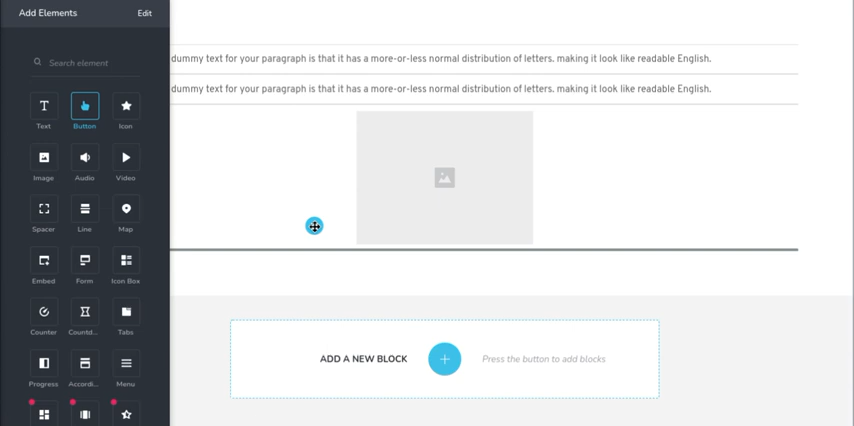 Add Elements Edit
Search element
Text Button Icon
Image Audio Video
Spacer Line Map
Embed Form Icon Box
Counter Countd... Tabs
Progress Accordi... Menu
dummy text for your paragraph is that it has a more-or-less normal distribution of letters. making it look like readable English.
dummy text for your paragraph is that it has a more-or-less normal distribution of letters. making it look like readable English.
ADD A NEW BLOCK Press the button to add blocks